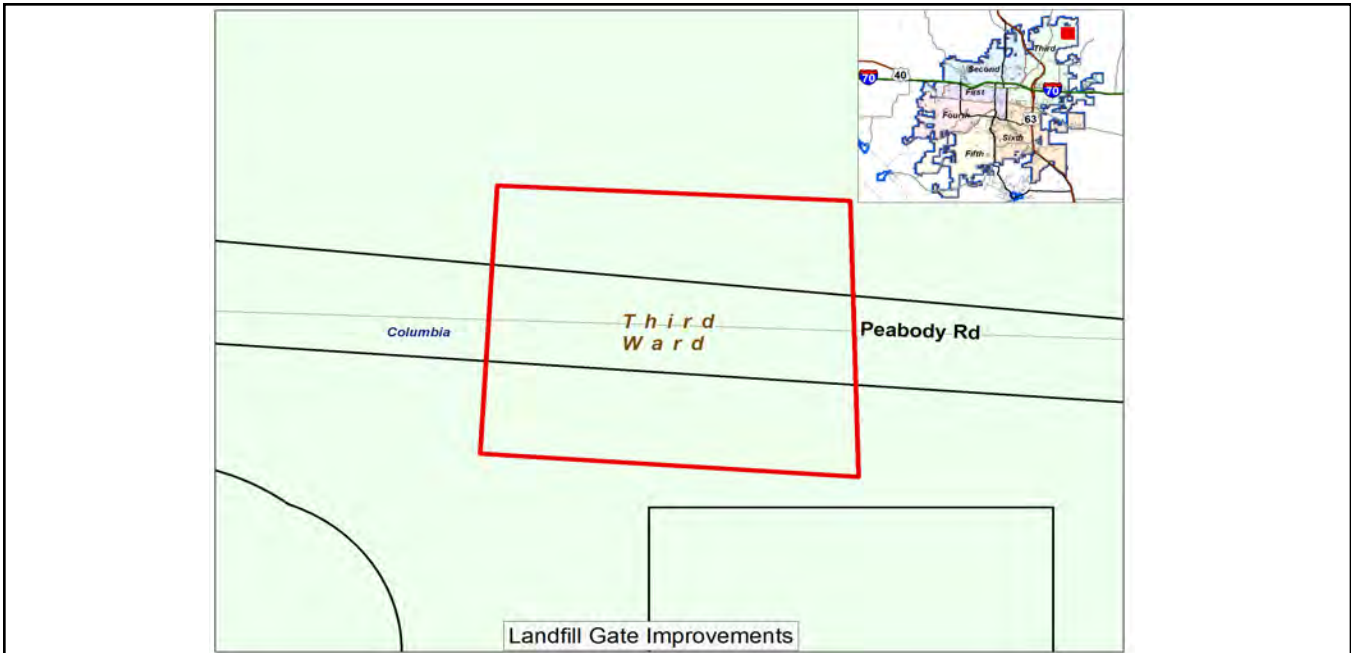 Third
Second
40
70
70
First
Fourth
63
Sixth
Fifth
Third
Ward
Columbia
Peabody Rd
Landfill Gate Improvements